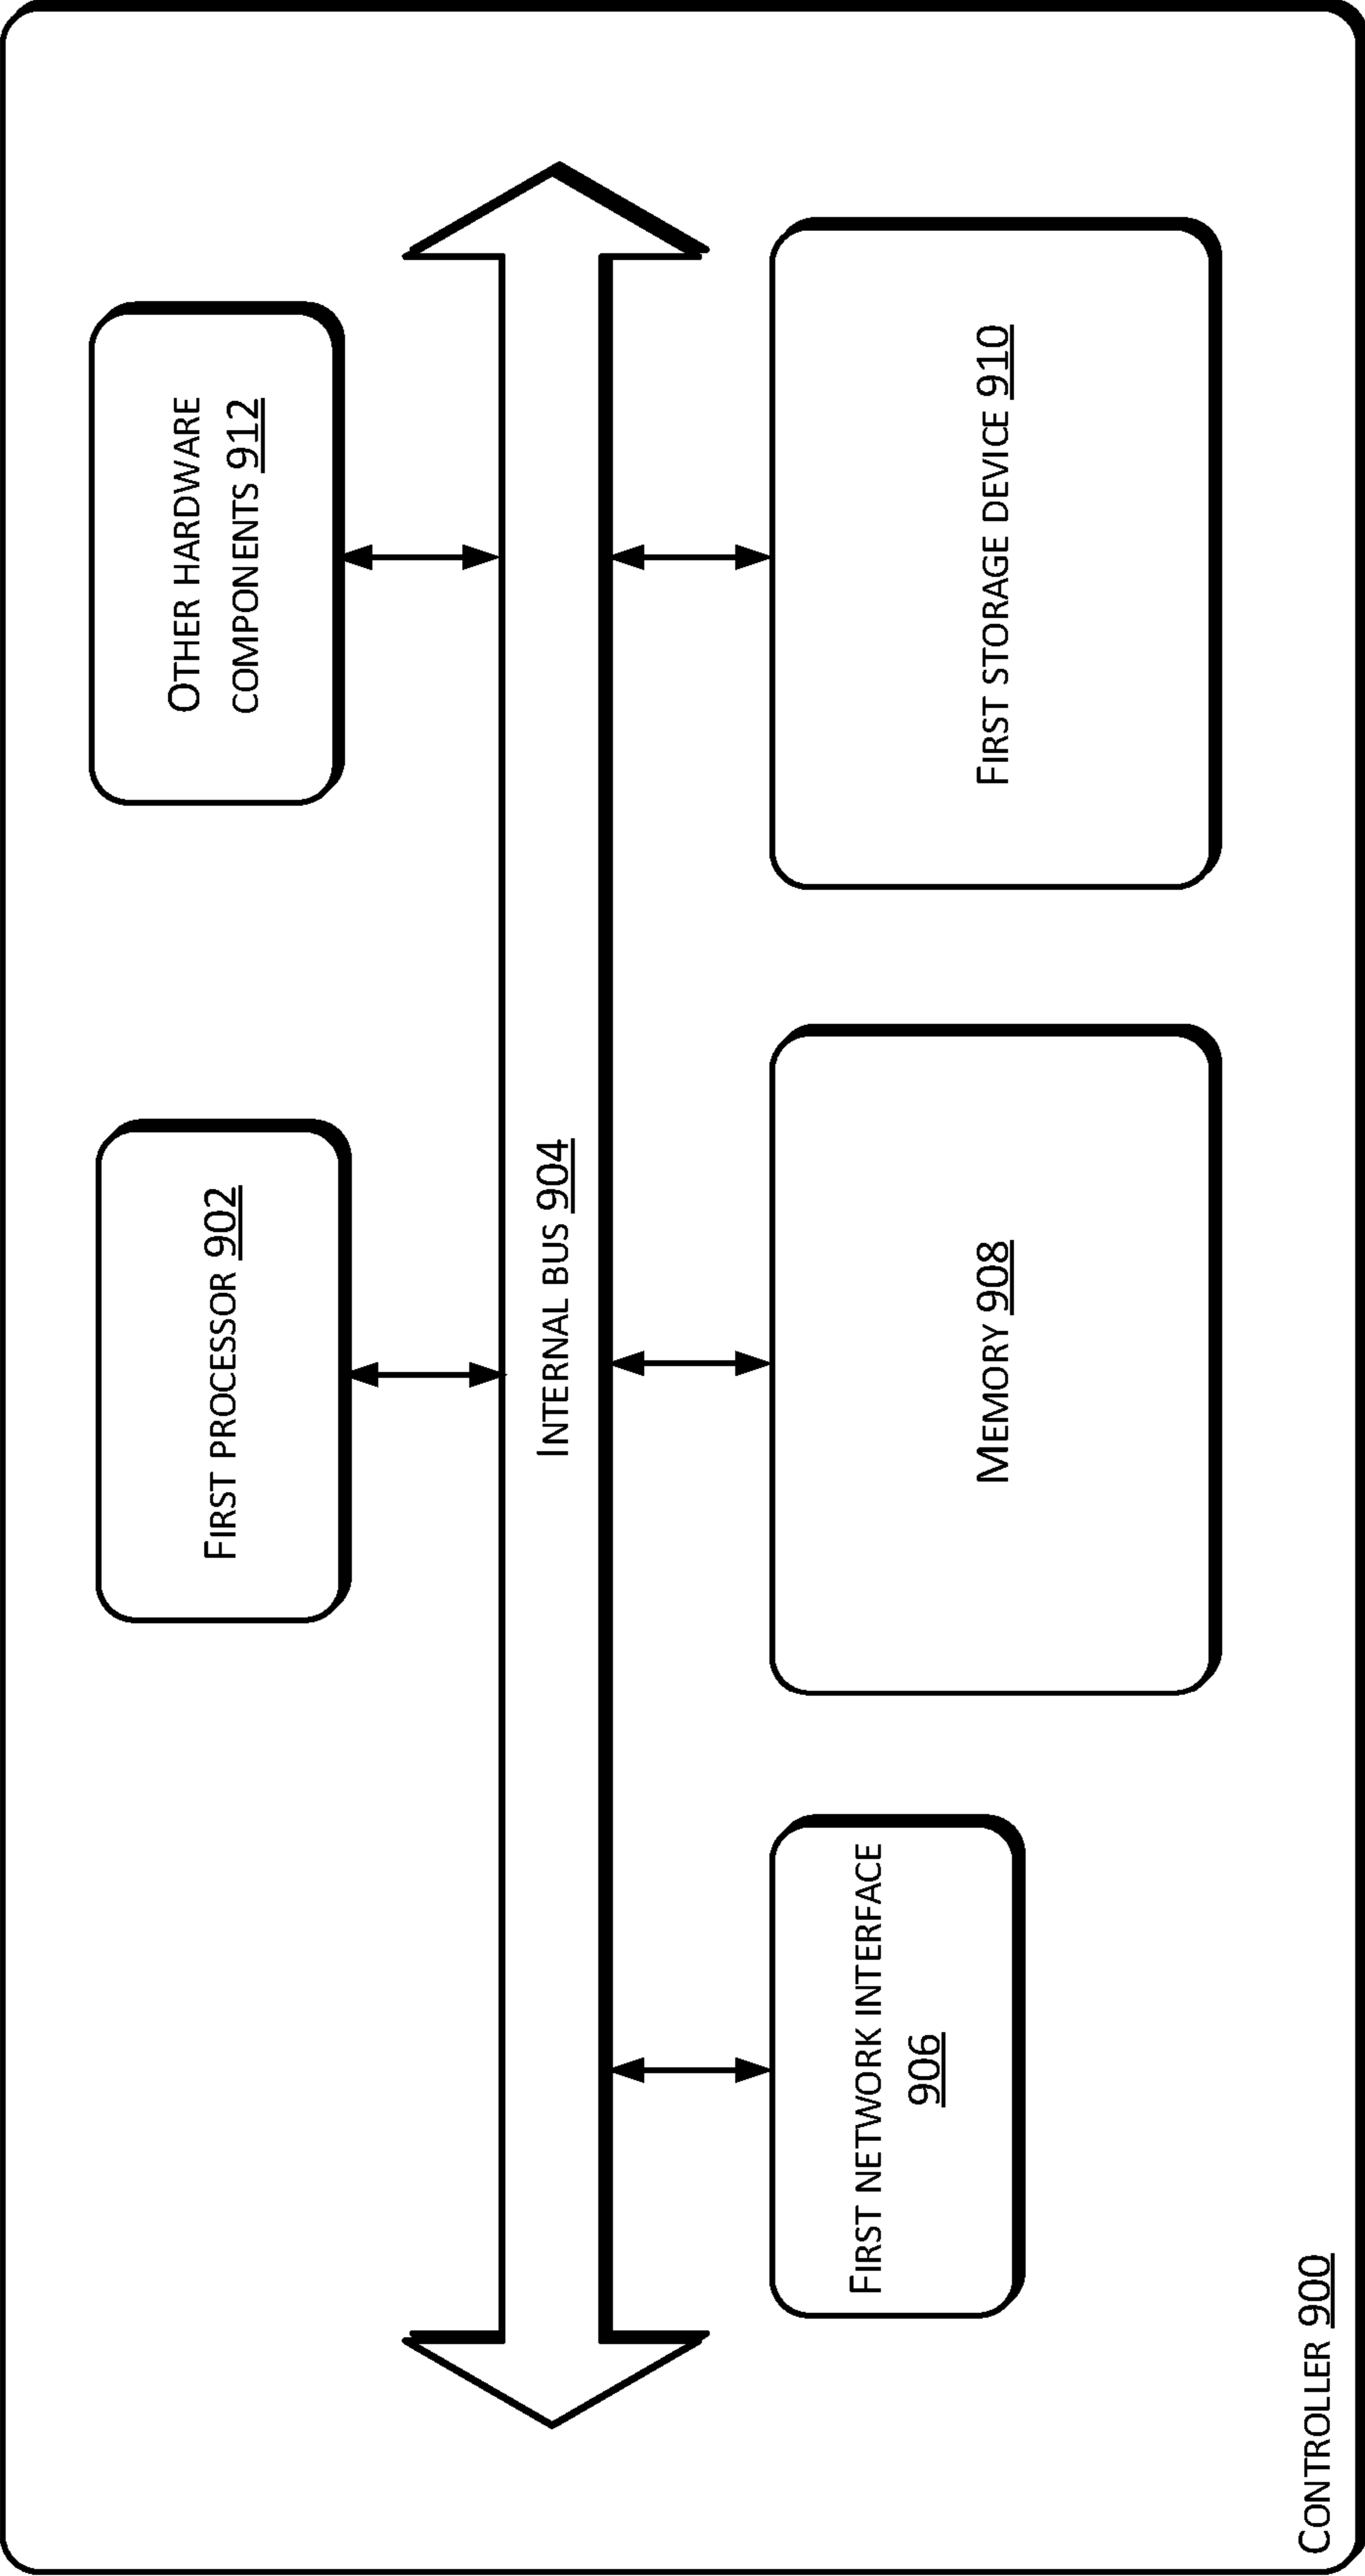 First processor 902
Other hardware
components 912
Internal bus 904
First network interface
906
Memory 908
First storage device 910
Controller 900